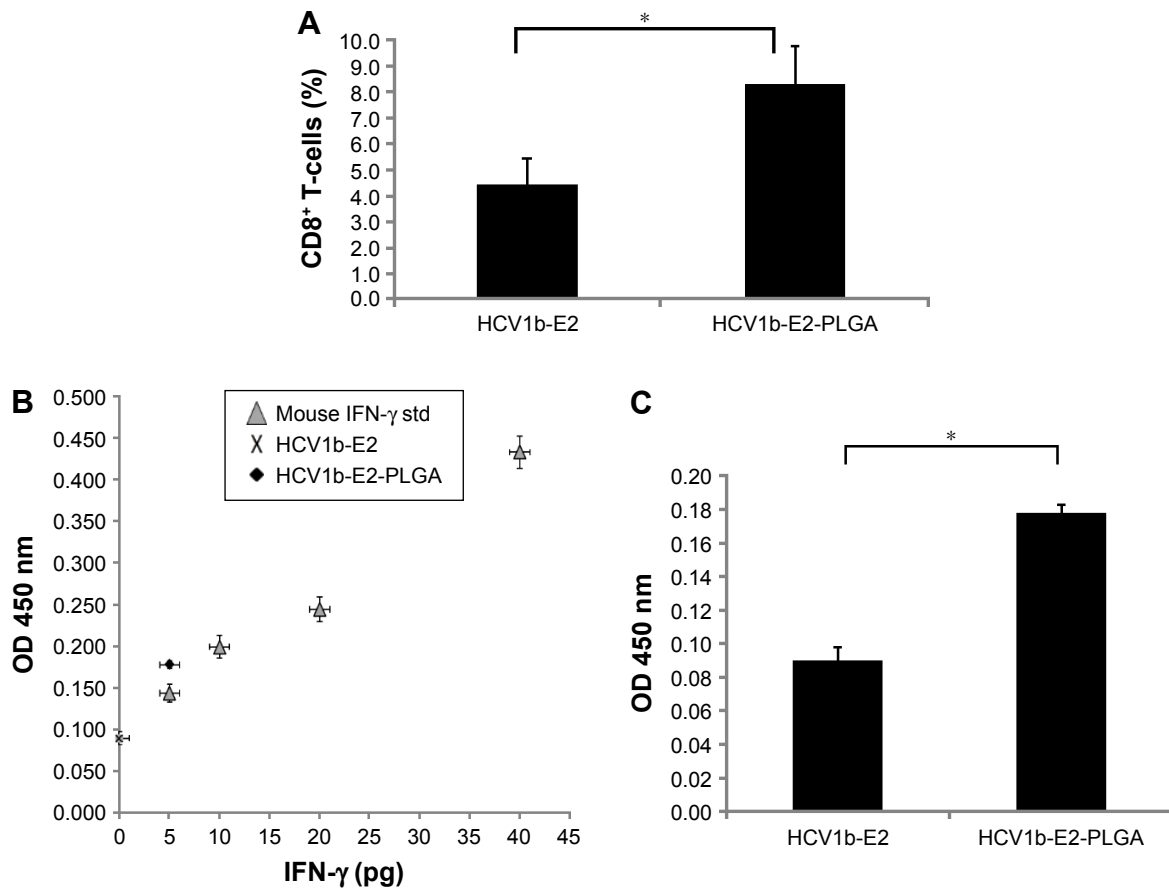 A
*
CD8+ T-cells (%)
10.0
9.0
8.0
7.0
6.0
5.0
4.0
3.0
2.0
1.0
0.0
HCV1b-E2 HCV1b-E2-PLGA
B
OD 450 nm
0.500
0.450
0.400
0.350
0.300
0.250
0.200
0.150
0.100
0.050
0.000
Mouse IFN-γ std
HCV1b-E2
HCV1b-E2-PLGA
0 5 10 15 20 25 30 35 40 45
IFN-γ (pg)
C
*
OD 450 nm
0.20
0.18
0.16
0.14
0.12
0.10
0.08
0.06
0.04
0.02
0.00
HCV1b-E2 HCV1b-E2-PLGA